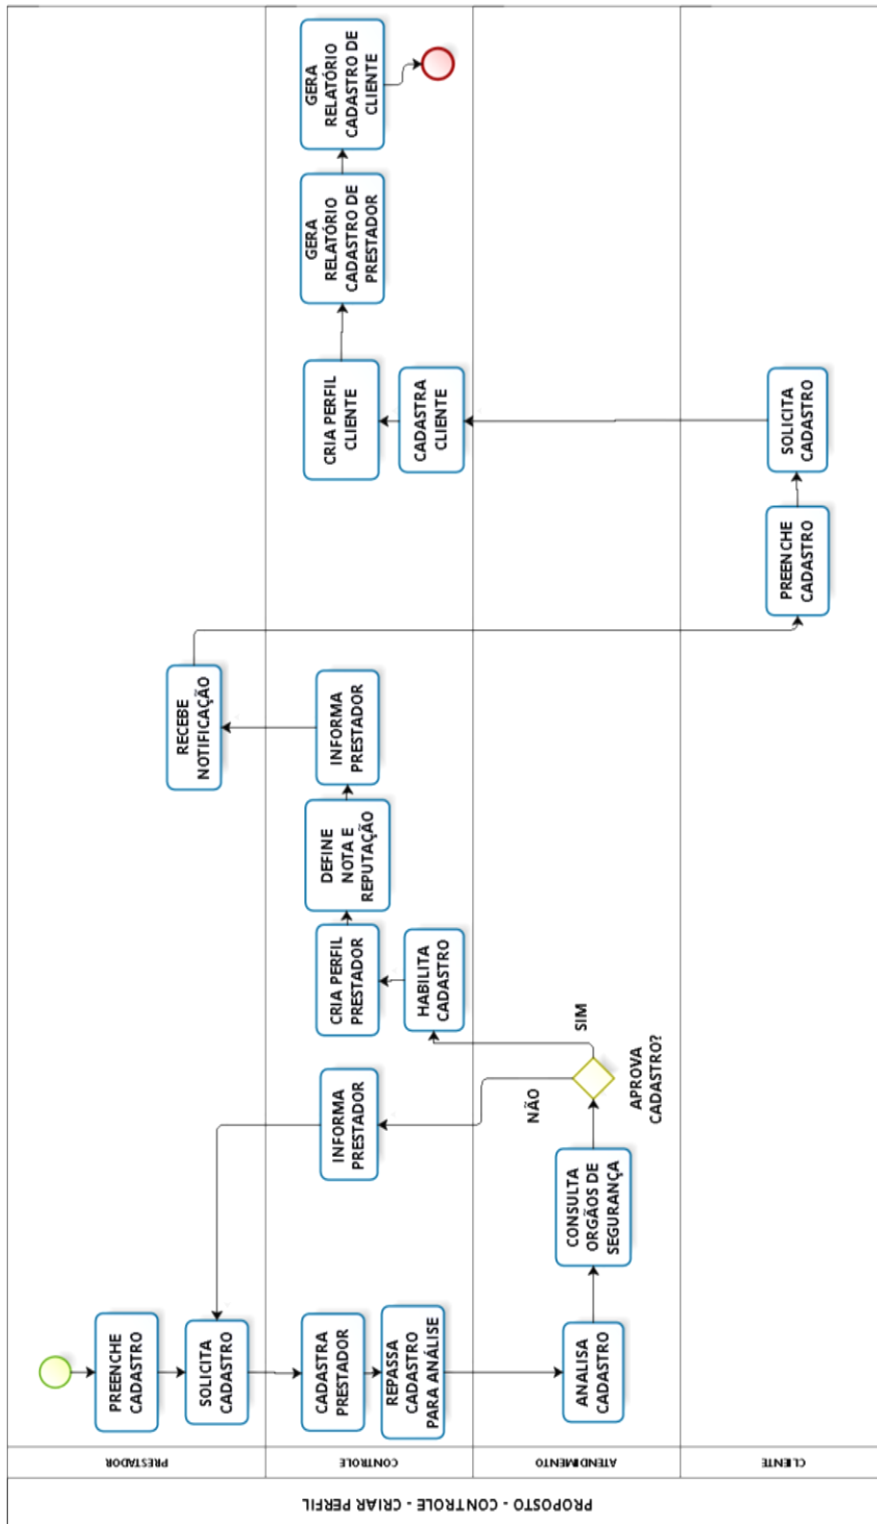 PROPOSTO - CONTROLE - CRIAR PERFIL
PRESTADOR
CONTROLE
ATENDIMENTO
CLIENTE
PREENCHE
CADASTRO
SOLICITA
CADASTRO
CADASTRA
PRESTADOR
REPASSA
CADASTRO
PARA ANÁLISE
ANALISA
CADASTRO
CONSULTA
ORGÃOS DE
SEGURANÇA
APROVA
CADASTRO?
NÃO
SIM
INFORMA
PRESTADOR
HABILITA
CADASTRO
CRIA PERFIL
PRESTADOR
DEFINE
NOTA E
REPUTAÇÃO
INFORMA
PRESTADOR
RECEBE
NOTIFICAÇÃO
PREENCHE
CADASTRO
SOLICITA
CADASTRO
CADASTRA
CLIENTE
CRIA PERFIL
CLIENTE
GERA
RELATÓRIO
CADASTRO DE
PRESTADOR
GERA
RELATÓRIO
CADASTRO DE
CLIENTE